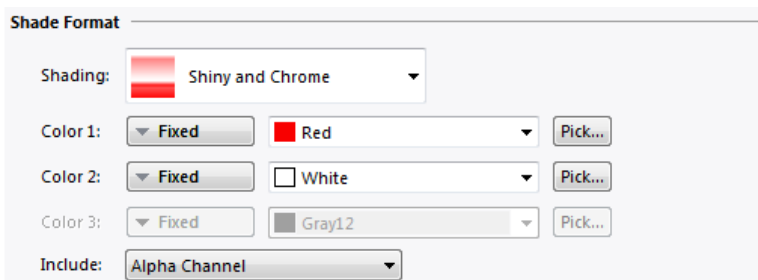 Shade Format
Shading: Shiny and Chrome
Color 1: Fixed Red Pick...
Color 2: Fixed White Pick...
Color 3: Fixed Gray12 Pick...
Include: Alpha Channel